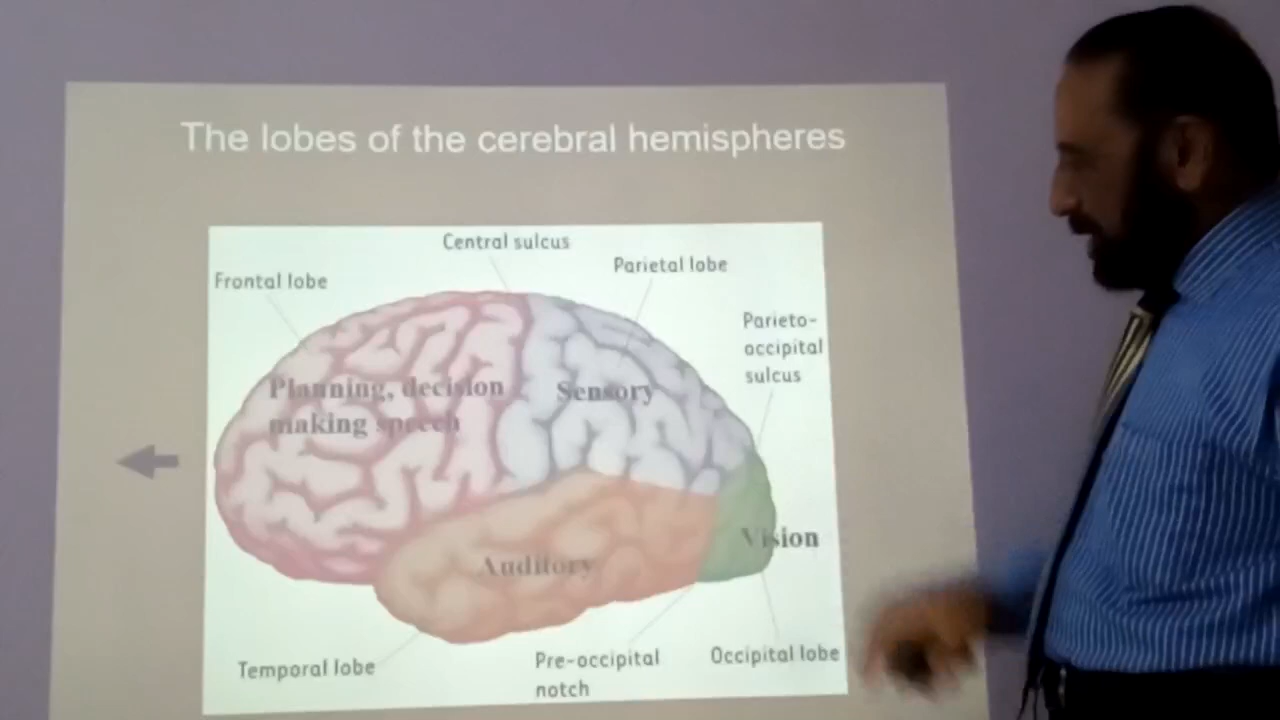 The lobes of the cerebral hemispheres
Central sulcus
Parietal lobe
Frontal lobe
Parieto-
occipital
sulcus
Planning, decision
making speech
Sensory
Vision
Auditory
Temporal lobe
Pre-occipital
notch
Occipital lobe